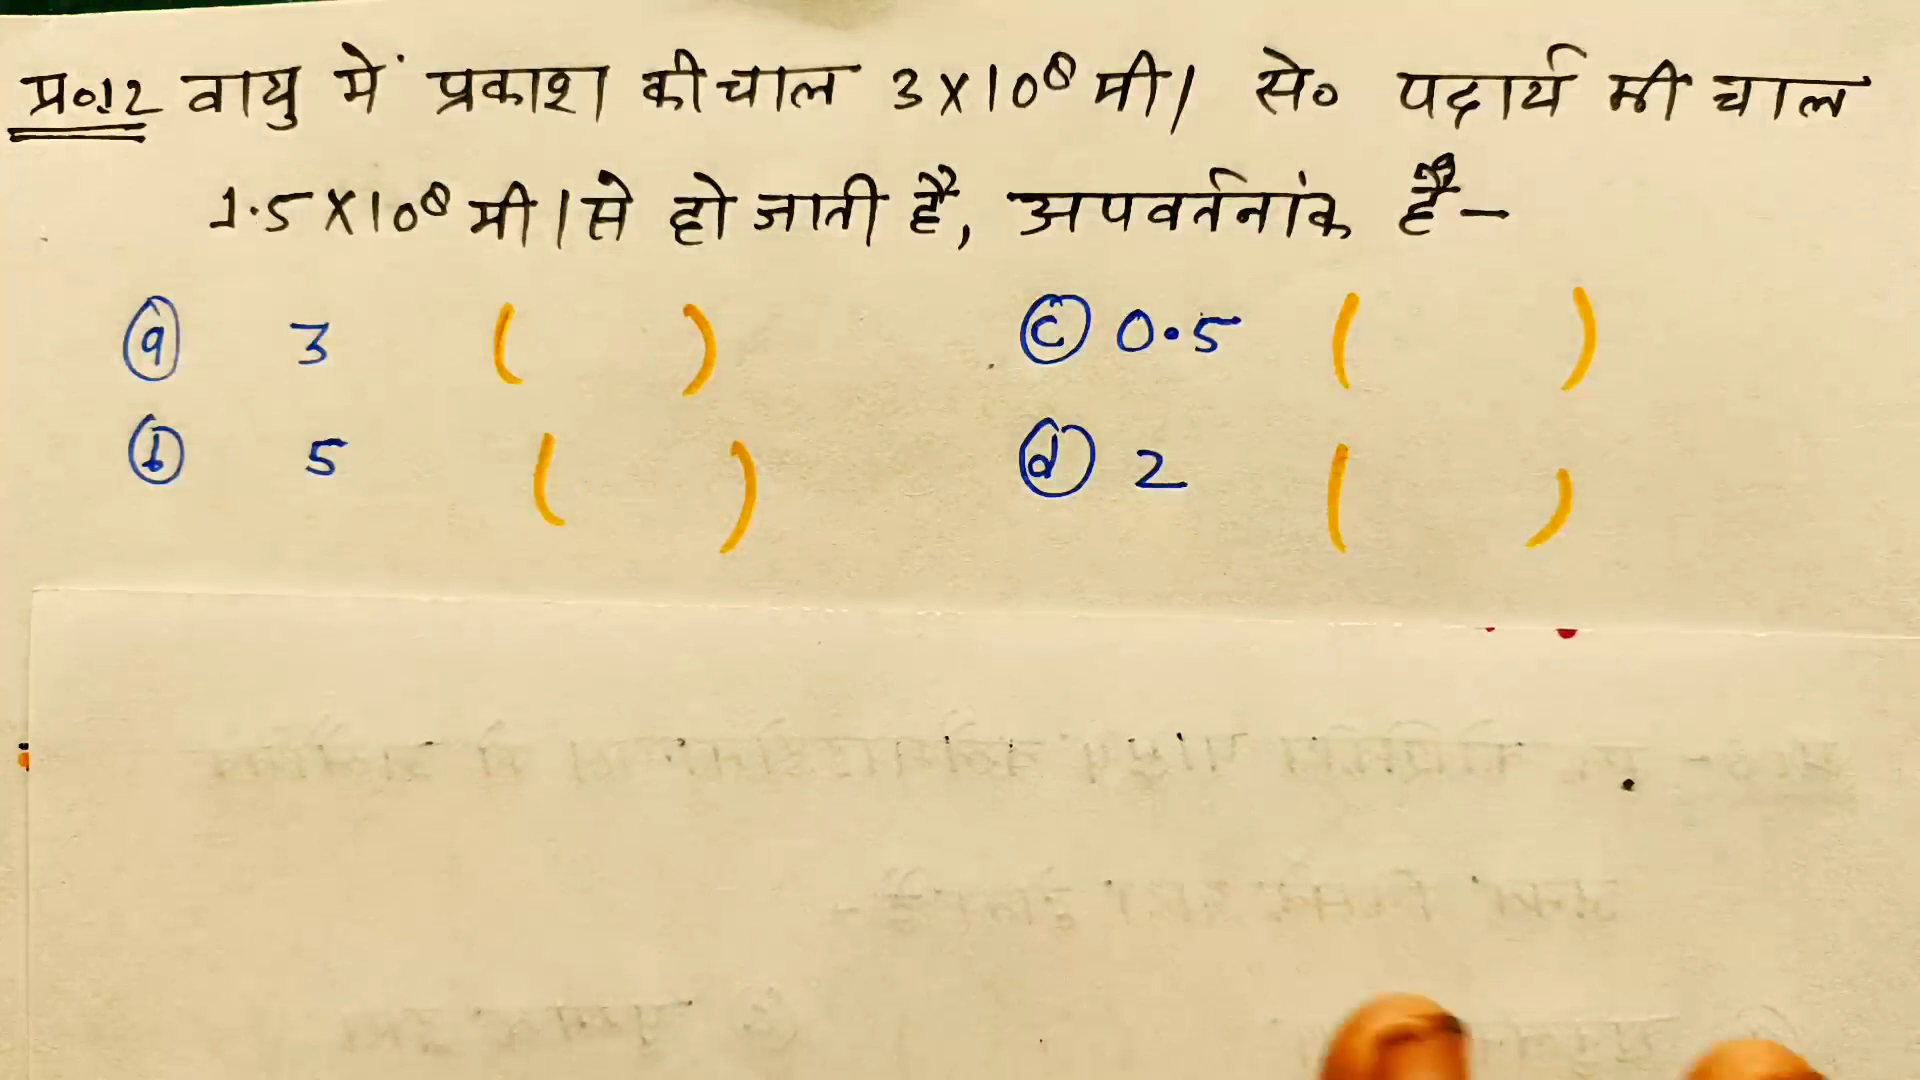 प्र०12 वायु में प्रकाश की चाल 3×10⁸ मी/ से० पदार्थ की चाल
1.5×10⁸ मी/से हो जाती है, अपवर्तनांक है-
(a) 3 ( )
(b) 5 ( )
(c) 0.5 ( )
(d) 2 ( )